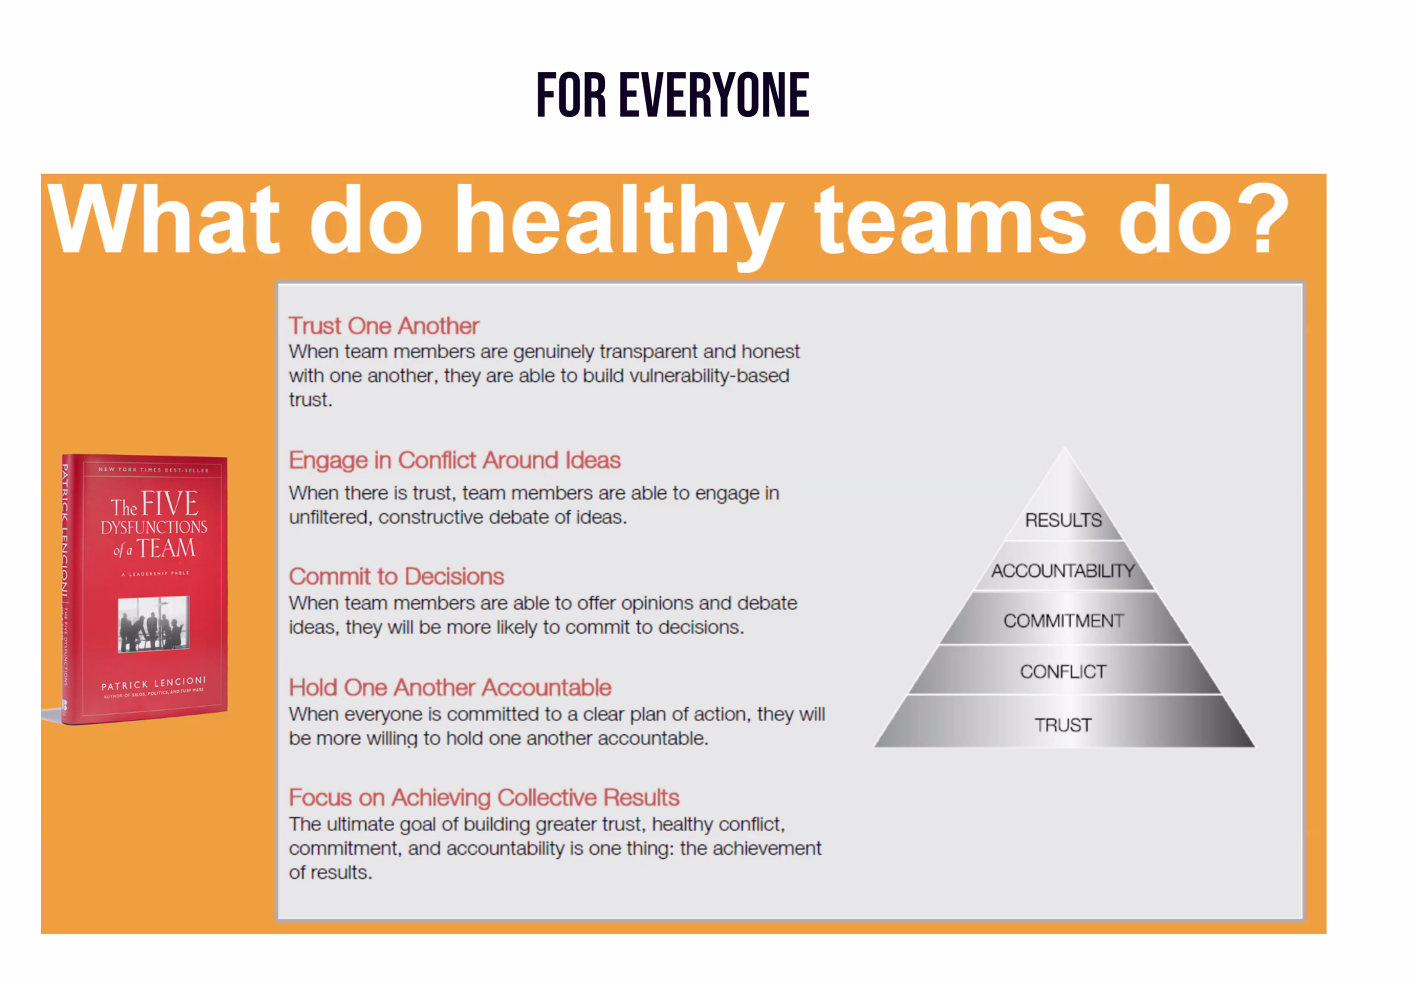 FOR EVERYONE
What do healthy teams do?
Trust One Another
When team members are genuinely transparent and honest
with one another, they are able to build vulnerability-based
trust.
Engage in Conflict Around Ideas
When there is trust, team members are able to engage in
unfiltered, constructive debate of ideas.
Commit to Decisions
When team members are able to offer opinions and debate
ideas, they will be more likely to commit to decisions.
Hold One Another Accountable
When everyone is committed to a clear plan of action, they will
be more willing to hold one another accountable.
Focus on Achieving Collective Results
The ultimate goal of building greater trust, healthy conflict,
commitment, and accountability is one thing: the achievement
of results.
NEW YORK TIMES BEST-SELLER
The FIVE
DYSFUNCTIONS
of a TEAM
A LEADERSHIP FABLE
PATRICK LENCIONI
AUTHOR OF SILOS, POLITICS, AND TURF WARS
PATRICK LENCIONI
THE FIVE DYSFUNCTIONS
RESULTS
ACCOUNTABILITY
COMMITMENT
CONFLICT
TRUST